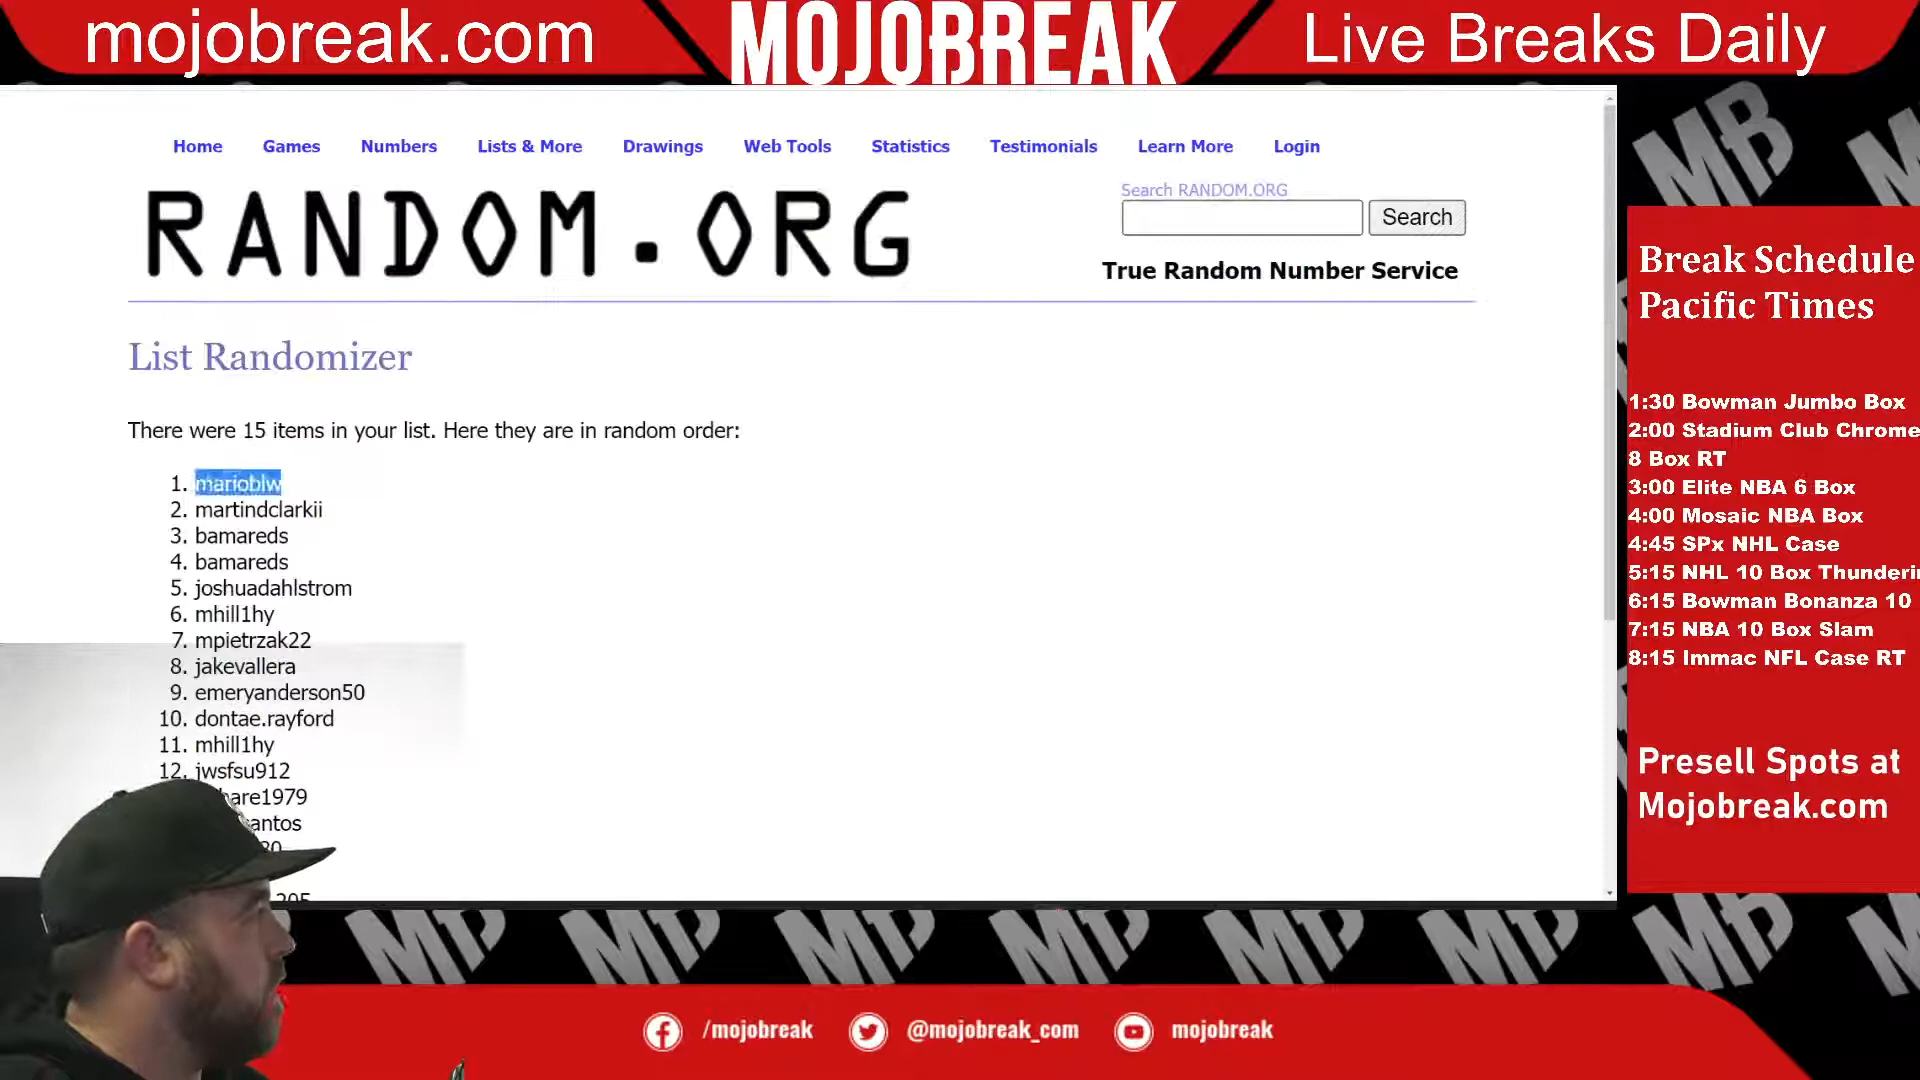 mojobreak.com
MOJOBREAK
Live Breaks Daily
Home Games Numbers Lists & More Drawings Web Tools Statistics Testimonials Learn More Login
RANDOM.ORG
Search RANDOM.ORG
Search
True Random Number Service
List Randomizer
There were 15 items in your list. Here they are in random order:
1. marioblw
2. martindclarkii
3. bamareds
4. bamareds
5. joshuadahlstrom
6. mhill1hy
7. mpietrzak22
8. jakevallera
9. emeryanderson50
10. dontae.rayford
11. mhill1hy
12. jwsfsu912
Break Schedule
Pacific Times
1:30 Bowman Jumbo Box
2:00 Stadium Club Chrome
8 Box RT
3:00 Elite NBA 6 Box
4:00 Mosaic NBA Box
4:45 SPx NHL Case
5:15 NHL 10 Box
6:15 Bowman Bonanza 10
7:15 NBA 10 Box Slam
8:15 Immac NFL Case RT
Presell Spots at
Mojobreak.com
MB
/mojobreak
@mojobreak_com
mojobreak